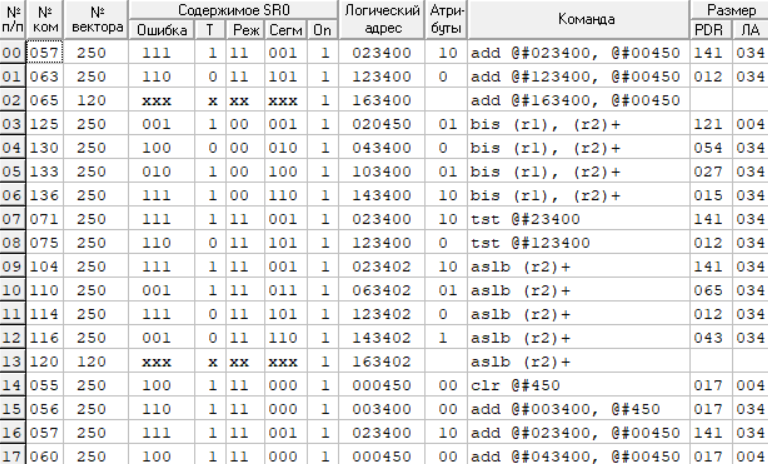 № п/п № ком № вектора Содержимое SR0 Логический адрес Атри-буты Команда Размер
Ошибка Т Реж Сегм On PDR ЛА
00 057 250 111 1 11 001 1 023400 10 add @#023400, @#00450 141 034
01 063 250 110 0 11 101 1 123400 0 add @#123400, @#00450 012 034
02 065 120 xxx x xx xxx 1 163400 add @#163400, @#00450
03 125 250 001 1 00 001 1 020450 01 bis (r1), (r2)+ 121 004
04 130 250 100 0 00 010 1 043400 0 bis (r1), (r2)+ 054 034
05 133 250 010 1 00 100 1 103400 01 bis (r1), (r2)+ 027 034
06 136 250 111 1 00 110 1 143400 10 bis (r1), (r2)+ 015 034
07 071 250 111 1 11 001 1 023400 10 tst @#23400 141 034
08 075 250 110 0 11 101 1 123400 0 tst @#123400 012 034
09 104 250 111 1 11 001 1 023402 10 aslb (r2)+ 141 034
10 110 250 001 1 11 011 1 063402 01 aslb (r2)+ 065 034
11 114 250 111 0 11 101 1 123402 0 aslb (r2)+ 012 034
12 116 250 001 0 11 110 1 143402 1 aslb (r2)+ 043 034
13 120 120 xxx x xx xxx 1 163402 aslb (r2)+
14 055 250 100 1 11 000 1 000450 00 clr @#450 017 004
15 056 250 110 1 11 000 1 003400 00 add @#003400, @#450 017 034
16 057 250 111 1 11 001 1 023400 10 add @#023400, @#00450 141 034
17 060 250 100 1 11 000 1 000450 00 add @#043400, @#00450 017 004